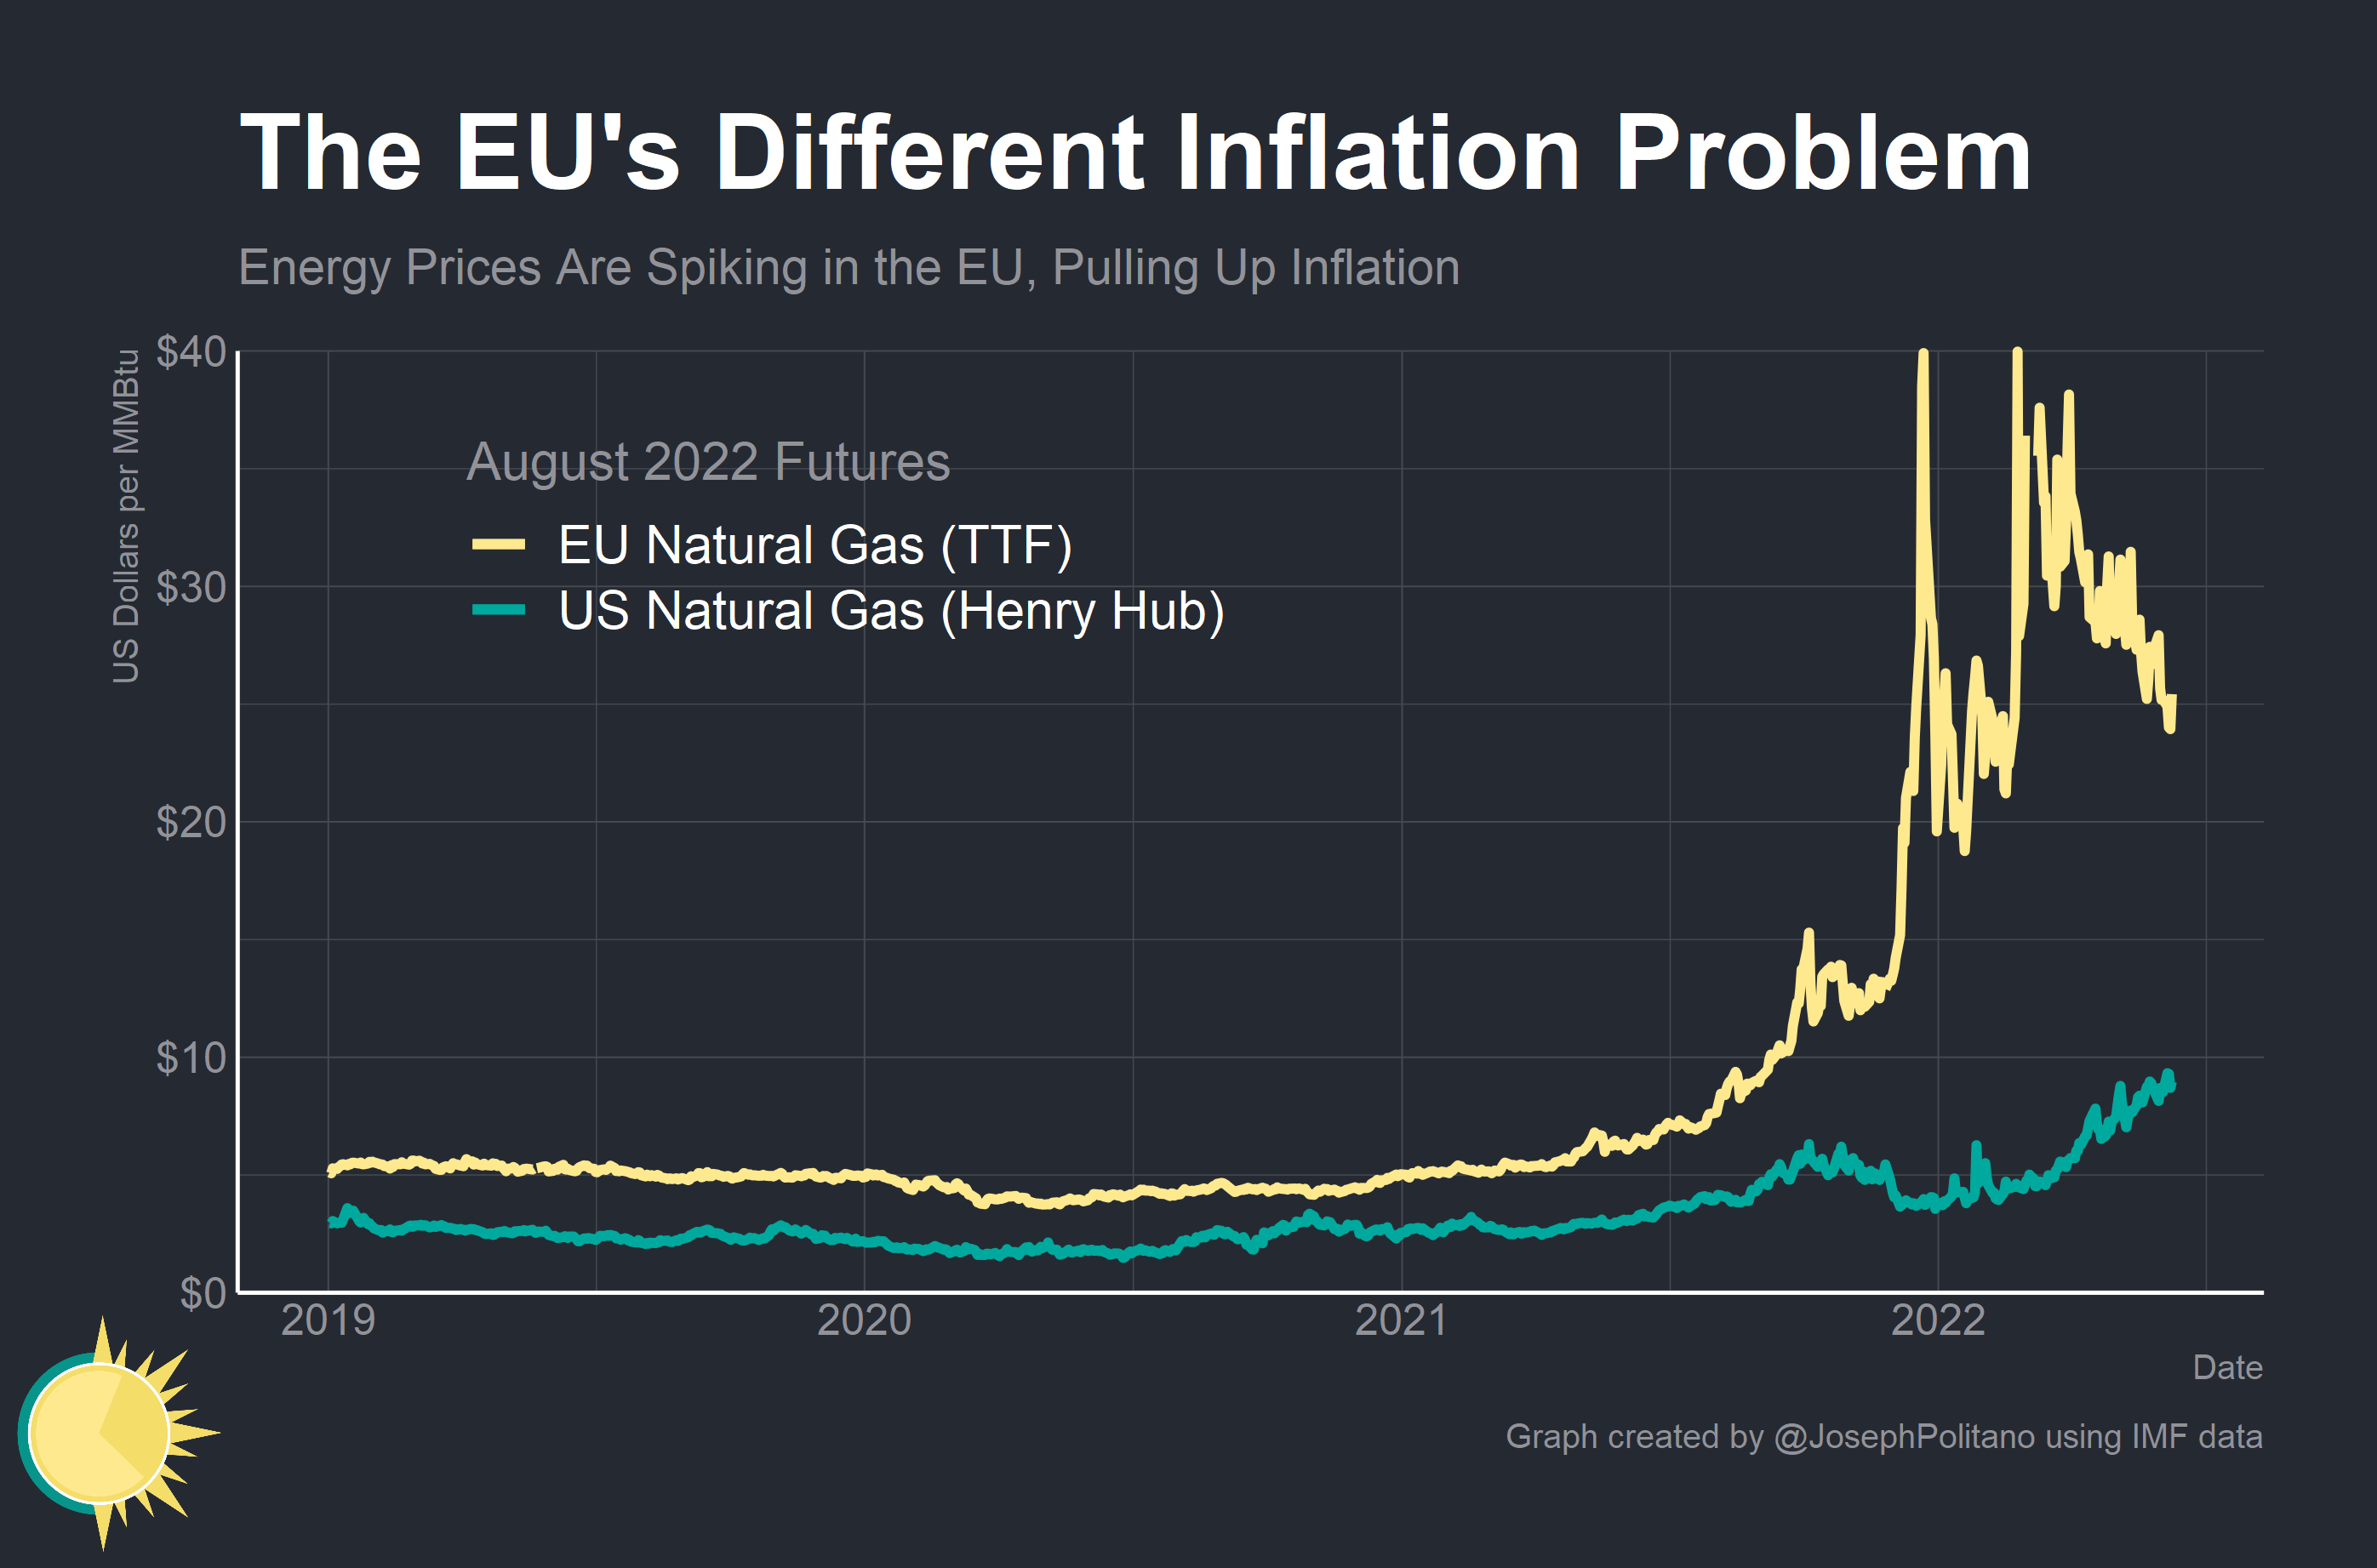 The EU's Different Inflation Problem
Energy Prices Are Spiking in the EU, Pulling Up Inflation
US Dollars per MMBtu
$40
$30
$20
$10
$0
August 2022 Futures
EU Natural Gas (TTF)
US Natural Gas (Henry Hub)
2019 2020 2021 2022
Date
Graph created by @JosephPolitano using IMF data